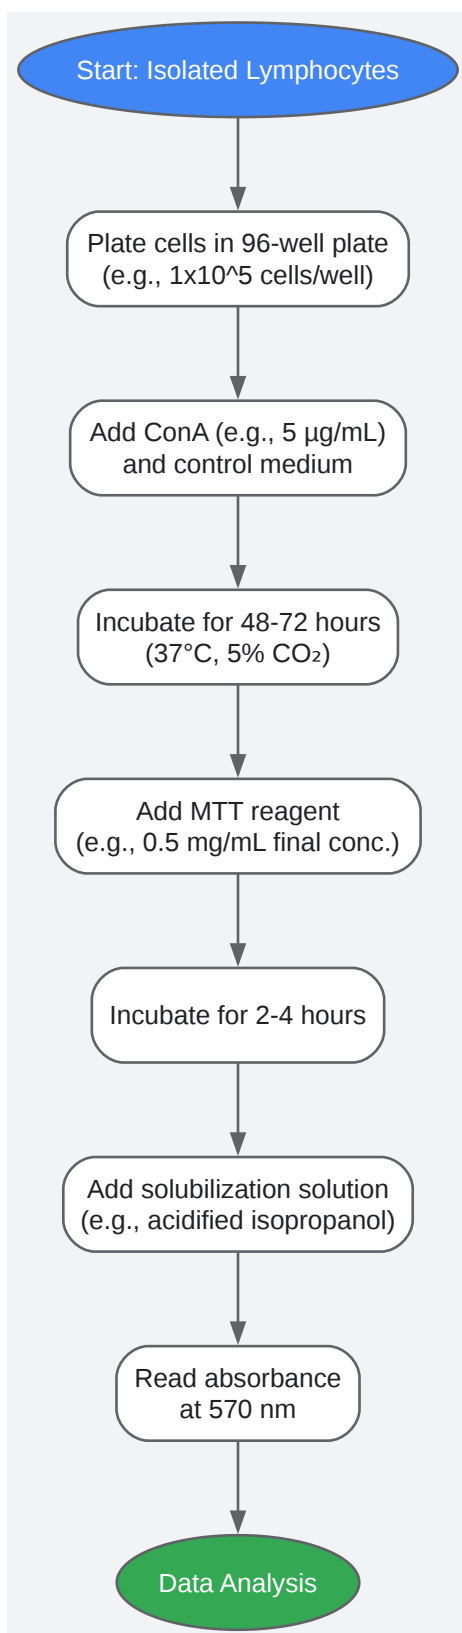 Start: Isolated Lymphocytes
Plate cells in 96-well plate
(e.g., 1x10^5 cells/well)
Add ConA (e.g., 5 µg/mL)
and control medium
Incubate for 48-72 hours
(37°C, 5% CO₂)
Add MTT reagent
(e.g., 0.5 mg/mL final conc.)
Incubate for 2-4 hours
Add solubilization solution
(e.g., acidified isopropanol)
Read absorbance
at 570 nm
Data Analysis